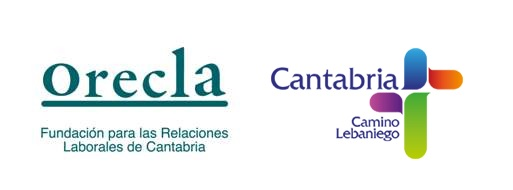 orecla
Fundación para las Relaciones
Laborales de Cantabria
Cantabria
Camino
Lebaniego